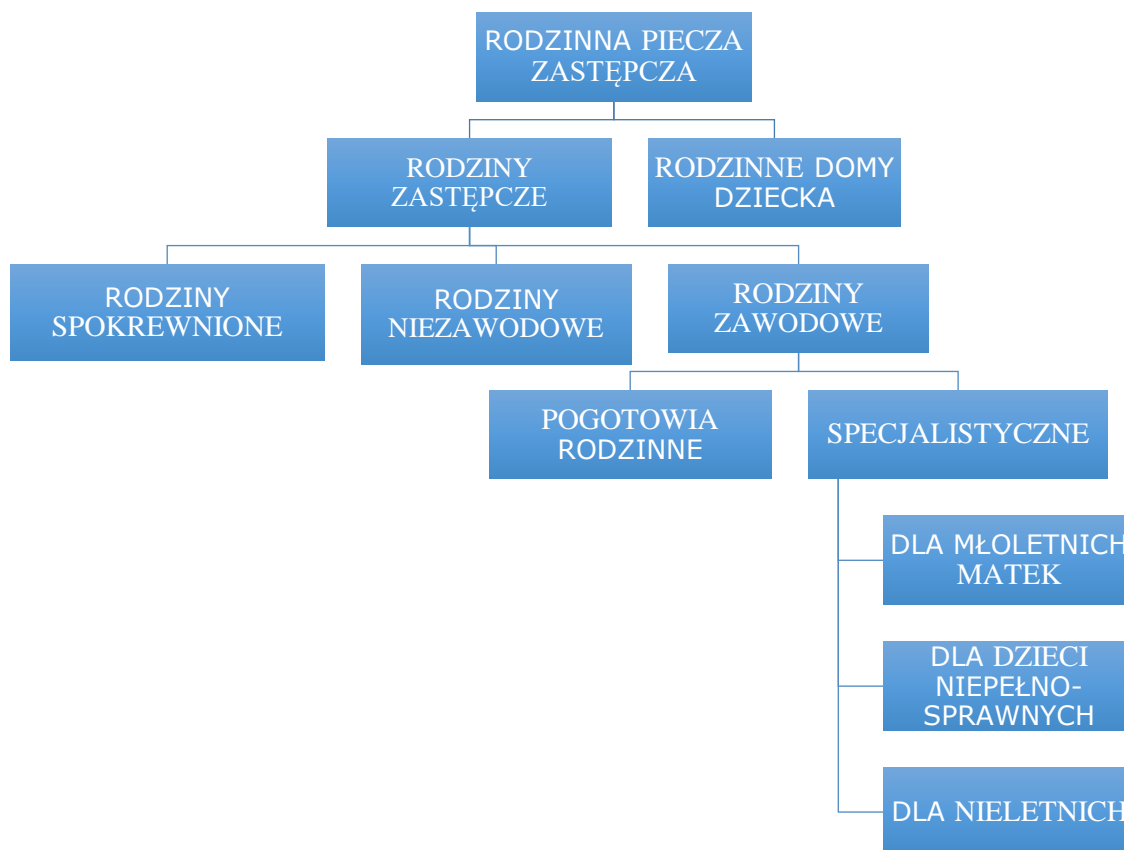 RODZINNA PIECZA
ZASTĘPCZA
RODZINY
ZASTĘPCZE
RODZINNE DOMY
DZIECKA
RODZINY
SPOKREWNIONE
RODZINY
NIEZAWODOWE
RODZINY
ZAWODOWE
POGOTOWIA
RODZINNE
SPECJALISTYCZNE
DLA MŁOLETNICH
MATEK
DLA DZIECI
NIEPEŁNO-
SPRAWNYCH
DLA NIELETNICH